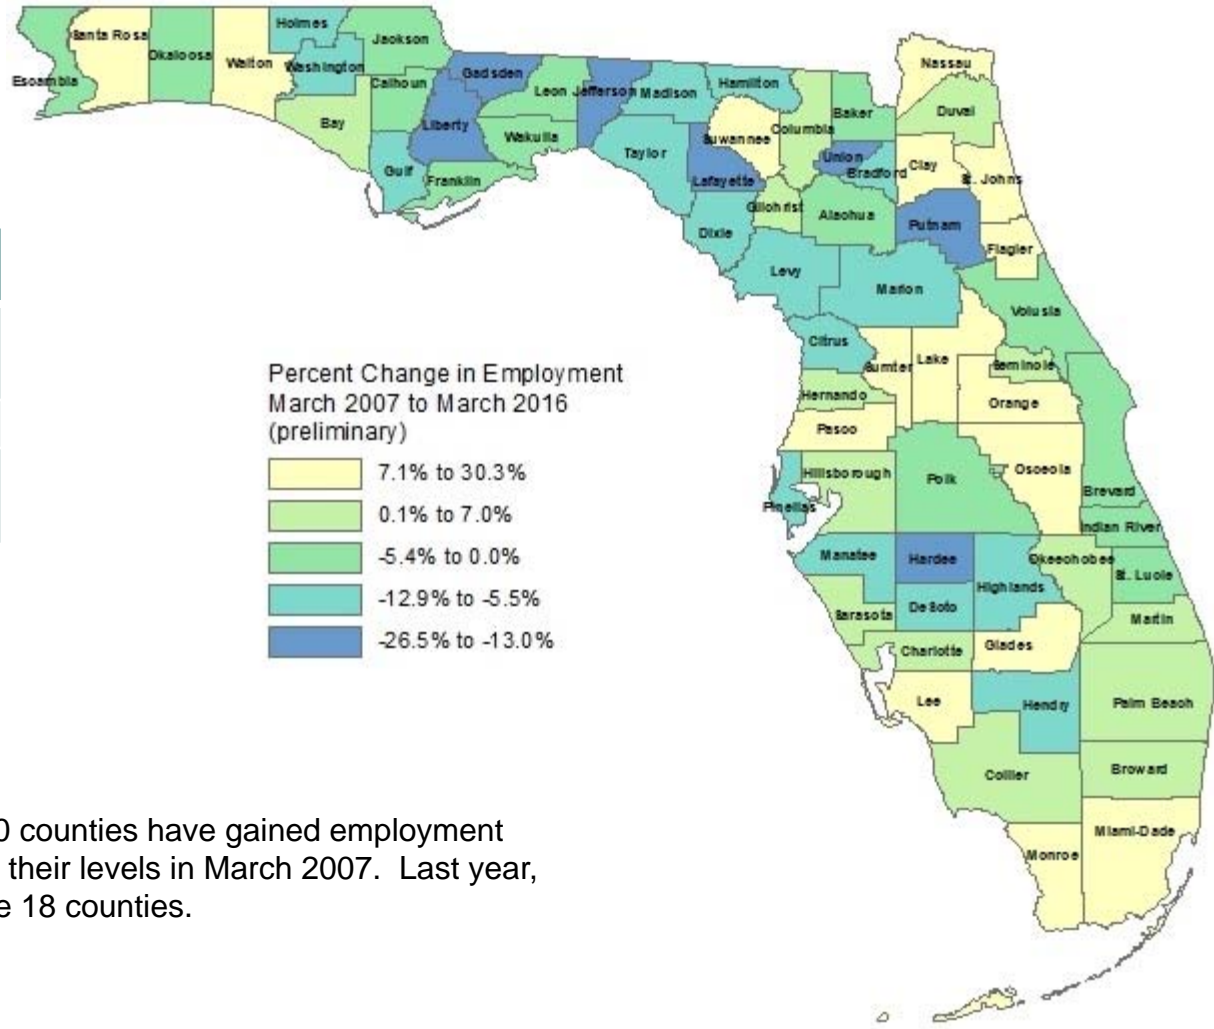 Holmes
Santa Rosa
Jackson
Okaloosa
Walton
Washington
Escambia
Calhoun
Bay
Gadsden
Leon
Jefferson
Madison
Hamilton
Liberty
Wakulla
Gulf
Franklin
Taylor
Suwannee
Columbia
Baker
Nassau
Duval
Union
Bradford
Clay
St. Johns
Lafayette
Gilchrist
Alachua
Putnam
Dixie
Flagler
Levy
Marion
Volusia
Citrus
Sumter
Lake
Seminole
Hernando
Orange
Pasco
Percent Change in Employment
March 2007 to March 2016
(preliminary)
7.1% to 30.3%
0.1% to 7.0%
-5.4% to 0.0%
-12.9% to -5.5%
-26.5% to -13.0%
Hillsborough
Polk
Osceola
Pinellas
Brevard
Indian River
Manatee
Hardee
Okeechobee
Highlands
St. Lucie
Sarasota
DeSoto
Martin
Charlotte
Glades
Lee
Hendry
Palm Beach
Collier
Broward
Miami-Dade
Monroe
0 counties have gained employment
their levels in March 2007.  Last year,
e 18 counties.